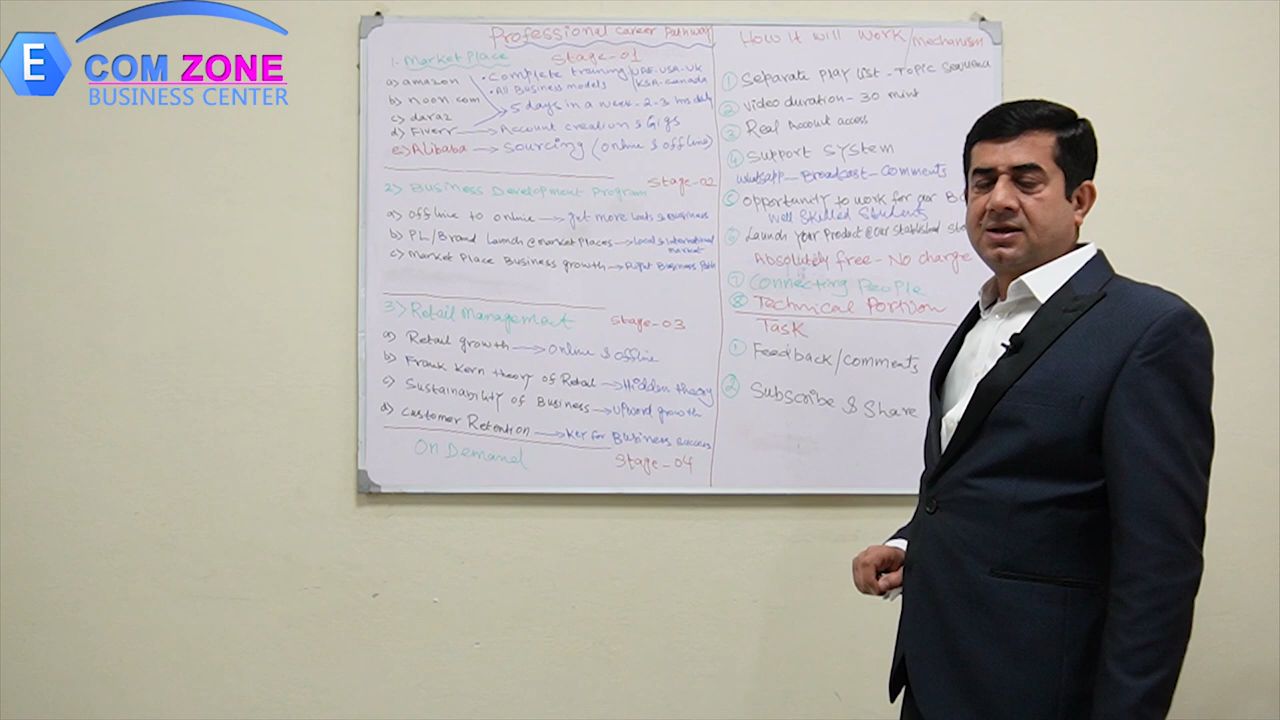 E
COM ZONE
BUSINESS CENTER
Professional Career Pathway
1. Market Place Stage-01
a) amazon
b) noon.com
c) daraz
d) Fiverr → Account creation & Gigs
e) Alibaba → Sourcing (online & offline)
• Complete training UAE-USA-UK
• All Business models KSA-Canada
5 days in a week - 2-3 hrs daily
2) Business Development Program Stage-02
a) offline to online → get more Leads & Business
b) PL/Brand Launch @ market places → Local & International market
c) Market Place Business growth → Business
3) Retail Management Stage-03
a) Retail growth → Online & Offline
b) Frank Kern theory of Retail → Hidden theory
c) Sustainability of Business → Upword growth
d) Customer Retention → Key for Business success
On Demand Stage-04
How it will work / Mechanism
① Separate Play list - Topic Sequence
② Video duration - 30 mint
③ Real Account access
④ Support System
Whatsapp - Broadcast - Comments
⑤ opportunity to work for our
Well Skilled Students
⑥ Launch your Product @ our Stablished
Absolutely free - No charge
⑦ Connecting People
⑧ Technical Portion
Task
① Feedback/comments
② Subscribe & Share